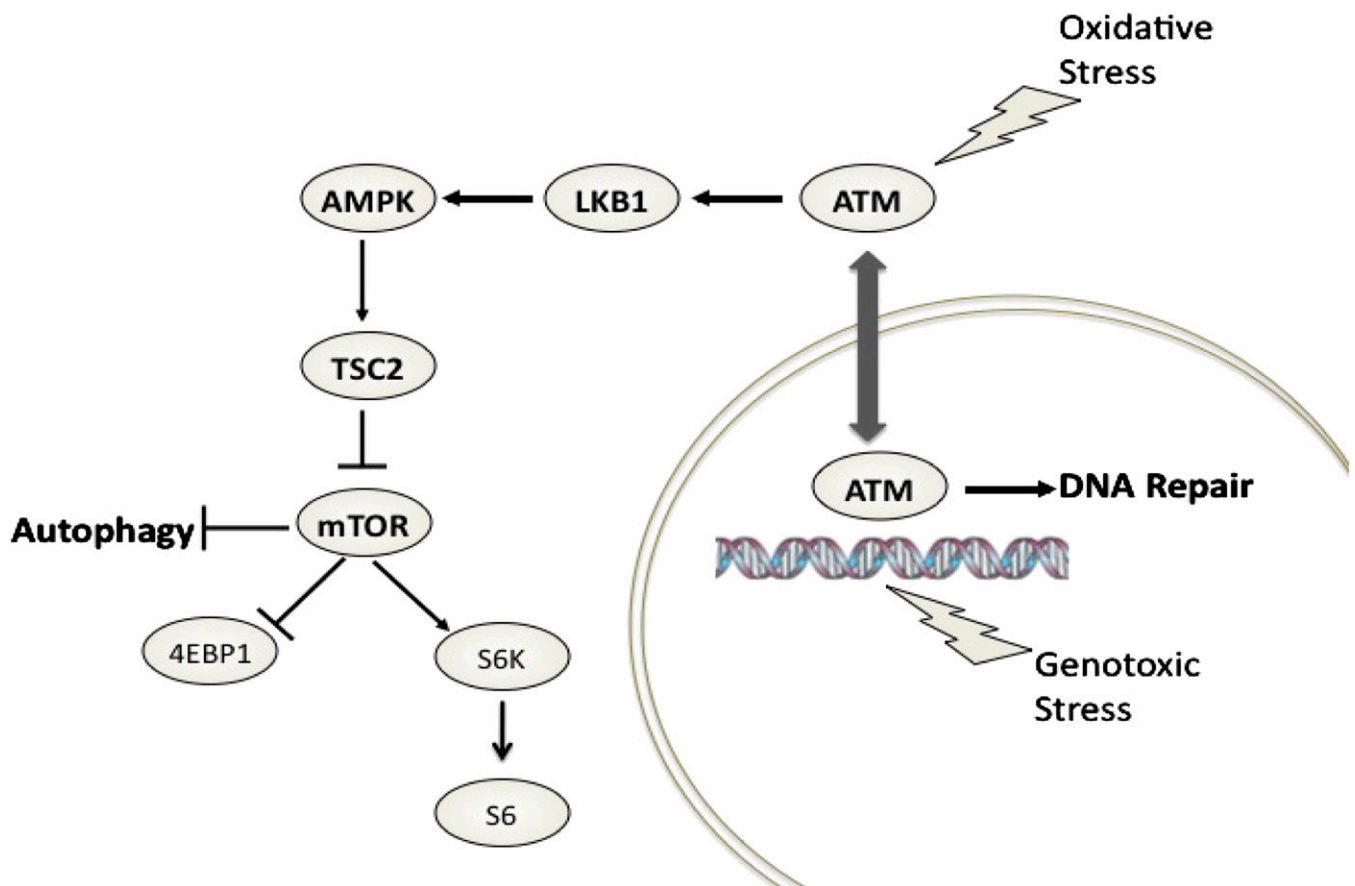 Oxidative
Stress
AMPK
LKB1
ATM
TSC2
ATM
DNA Repair
Autophagy
mTOR
4EBP1
S6K
Genotoxic
Stress
S6